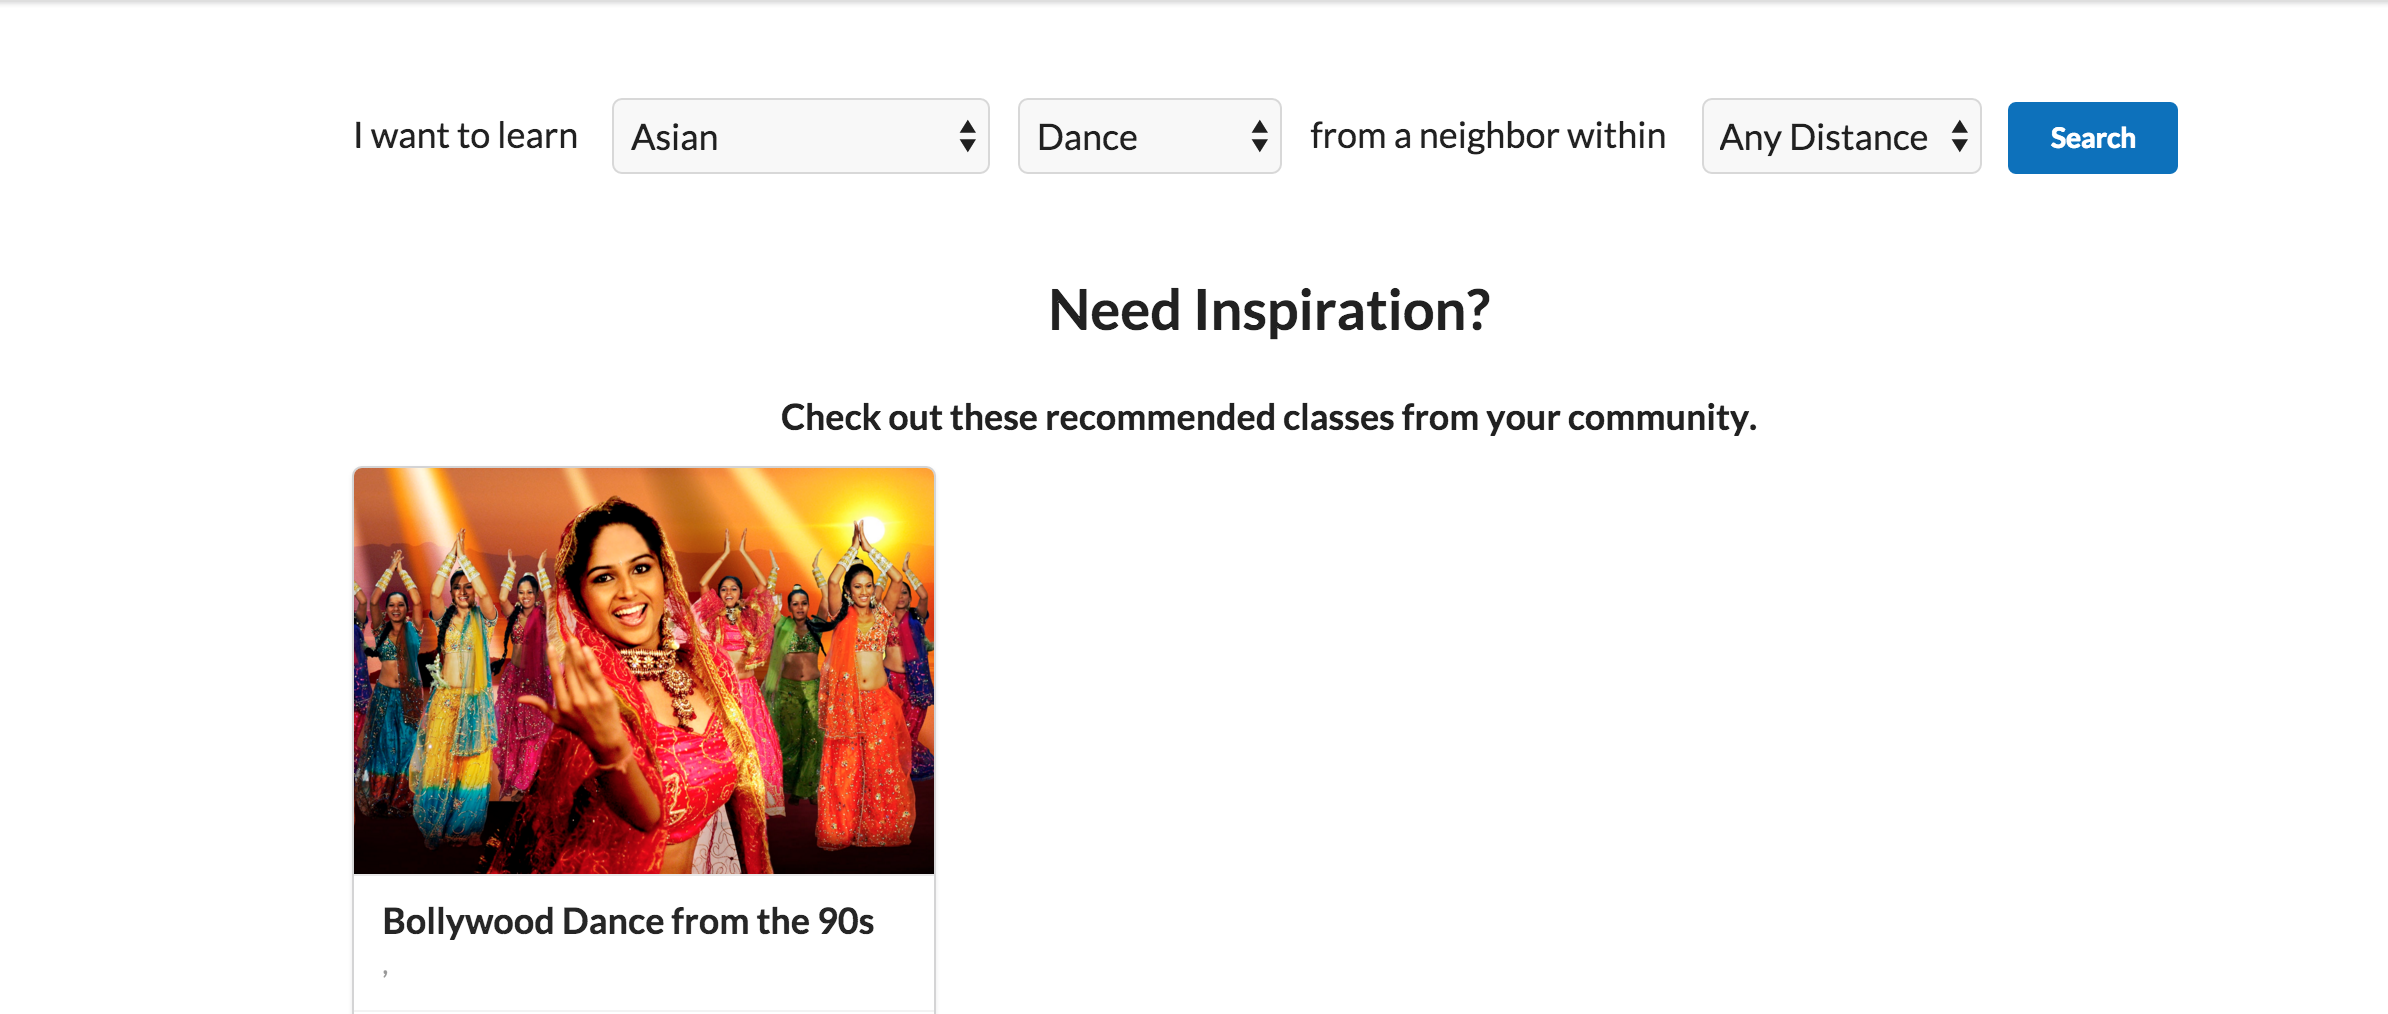 I want to learn Asian Dance from a neighbor within Any Distance Search
Need Inspiration?
Check out these recommended classes from your community.
Bollywood Dance from the 90s
,